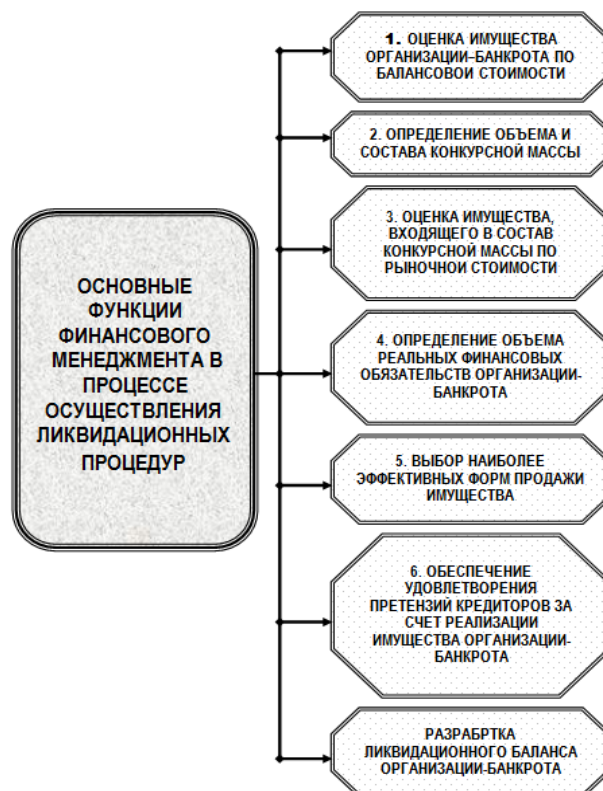 ОСНОВНЫЕ
ФУНКЦИИ
ФИНАНСОВОГО
МЕНЕДЖМЕНТА В
ПРОЦЕССЕ
ОСУЩЕСТВЛЕНИЯ
ЛИКВИДАЦИОННЫХ
ПРОЦЕДУР
1. ОЦЕНКА ИМУЩЕСТВА
ОРГАНИЗАЦИИ–БАНКРОТА ПО
БАЛАНСОВОЙ СТОИМОСТИ
2. ОПРЕДЕЛЕНИЕ ОБЪЕМА И
СОСТАВА КОНКУРСНОЙ МАССЫ
3. ОЦЕНКА ИМУЩЕСТВА,
ВХОДЯЩЕГО В СОСТАВ
КОНКУРСНОЙ МАССЫ ПО
РЫНОЧНОЙ СТОИМОСТИ
4. ОПРЕДЕЛЕНИЕ ОБЪЕМА
РЕАЛЬНЫХ ФИНАНСОВЫХ
ОБЯЗАТЕЛЬСТВ ОРГАНИЗАЦИИ-
БАНКРОТА
5. ВЫБОР НАИБОЛЕЕ
ЭФФЕКТИВНЫХ ФОРМ ПРОДАЖИ
ИМУЩЕСТВА
6. ОБЕСПЕЧЕНИЕ
УДОВЛЕТВОРЕНИЯ
ПРЕТЕНЗИЙ КРЕДИТОРОВ ЗА
СЧЕТ РЕАЛИЗАЦИИ
ИМУЩЕСТВА ОРГАНИЗАЦИИ-
БАНКРОТА
РАЗРАБРТКА
ЛИКВИДАЦИОННОГО БАЛАНСА
ОРГАНИЗАЦИИ-БАНКРОТА